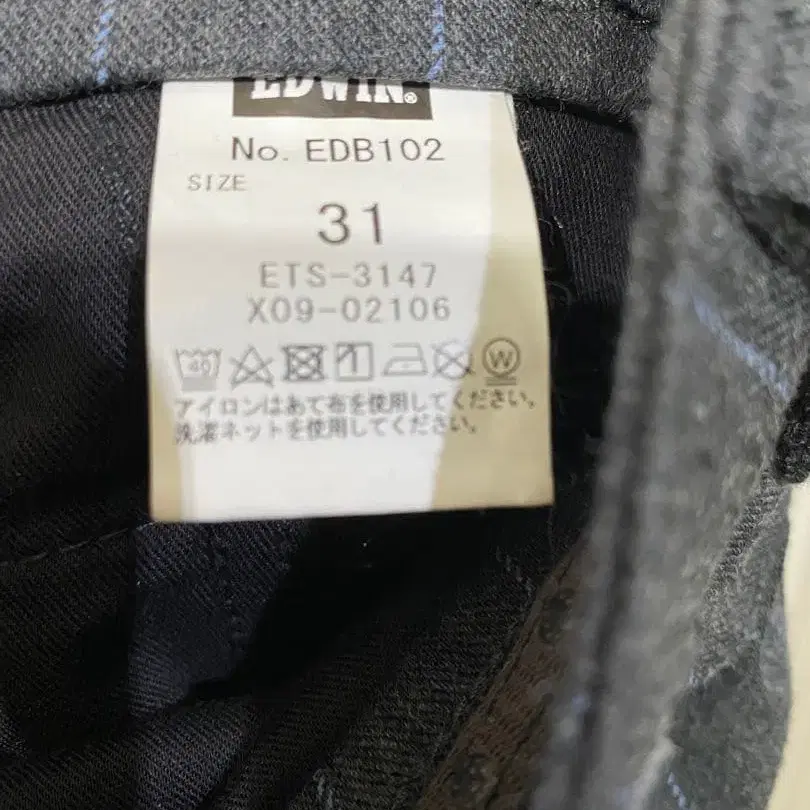 EDWIN®
No. EDB102
SIZE
31
ETS-3147
X09-02106
40 W
アイロンはあて布を使用してください。
洗濯ネットを使用してください。